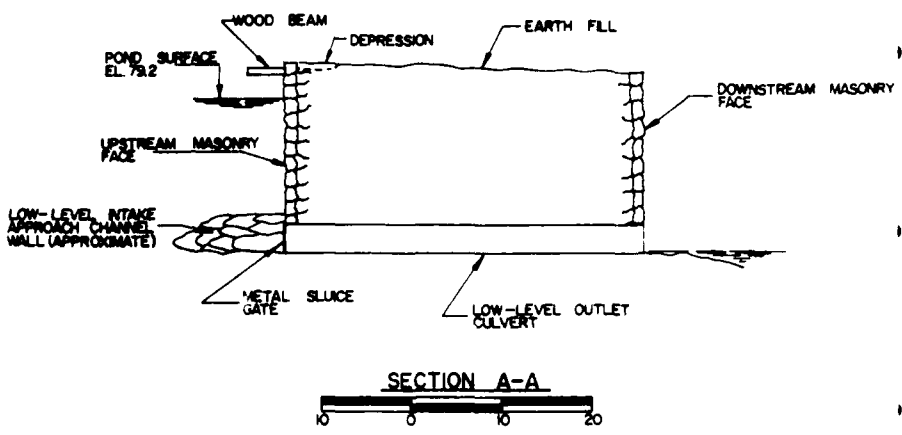 WOOD BEAM
DEPRESSION
EARTH FILL
POND SURFACE
EL. 79.2
DOWNSTREAM MASONRY
FACE
UPSTREAM MASONRY
FACE
LOW-LEVEL INTAKE
APPROACH CHANNEL
WALL (APPROXIMATE)
METAL SLUICE
GATE
LOW-LEVEL OUTLET
CULVERT
SECTION A-A
10 0 10 20